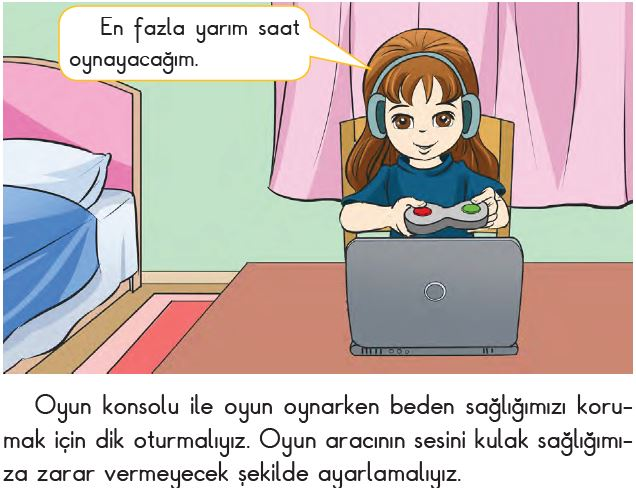 En fazla yarım saat
oynayacağım.
Oyun konsolu ile oyun oynarken beden sağlığımızı koru-
mak için dik oturmalıyız. Oyun aracının sesini kulak sağlığımı-
za zarar vermeyecek şekilde ayarlamalıyız.